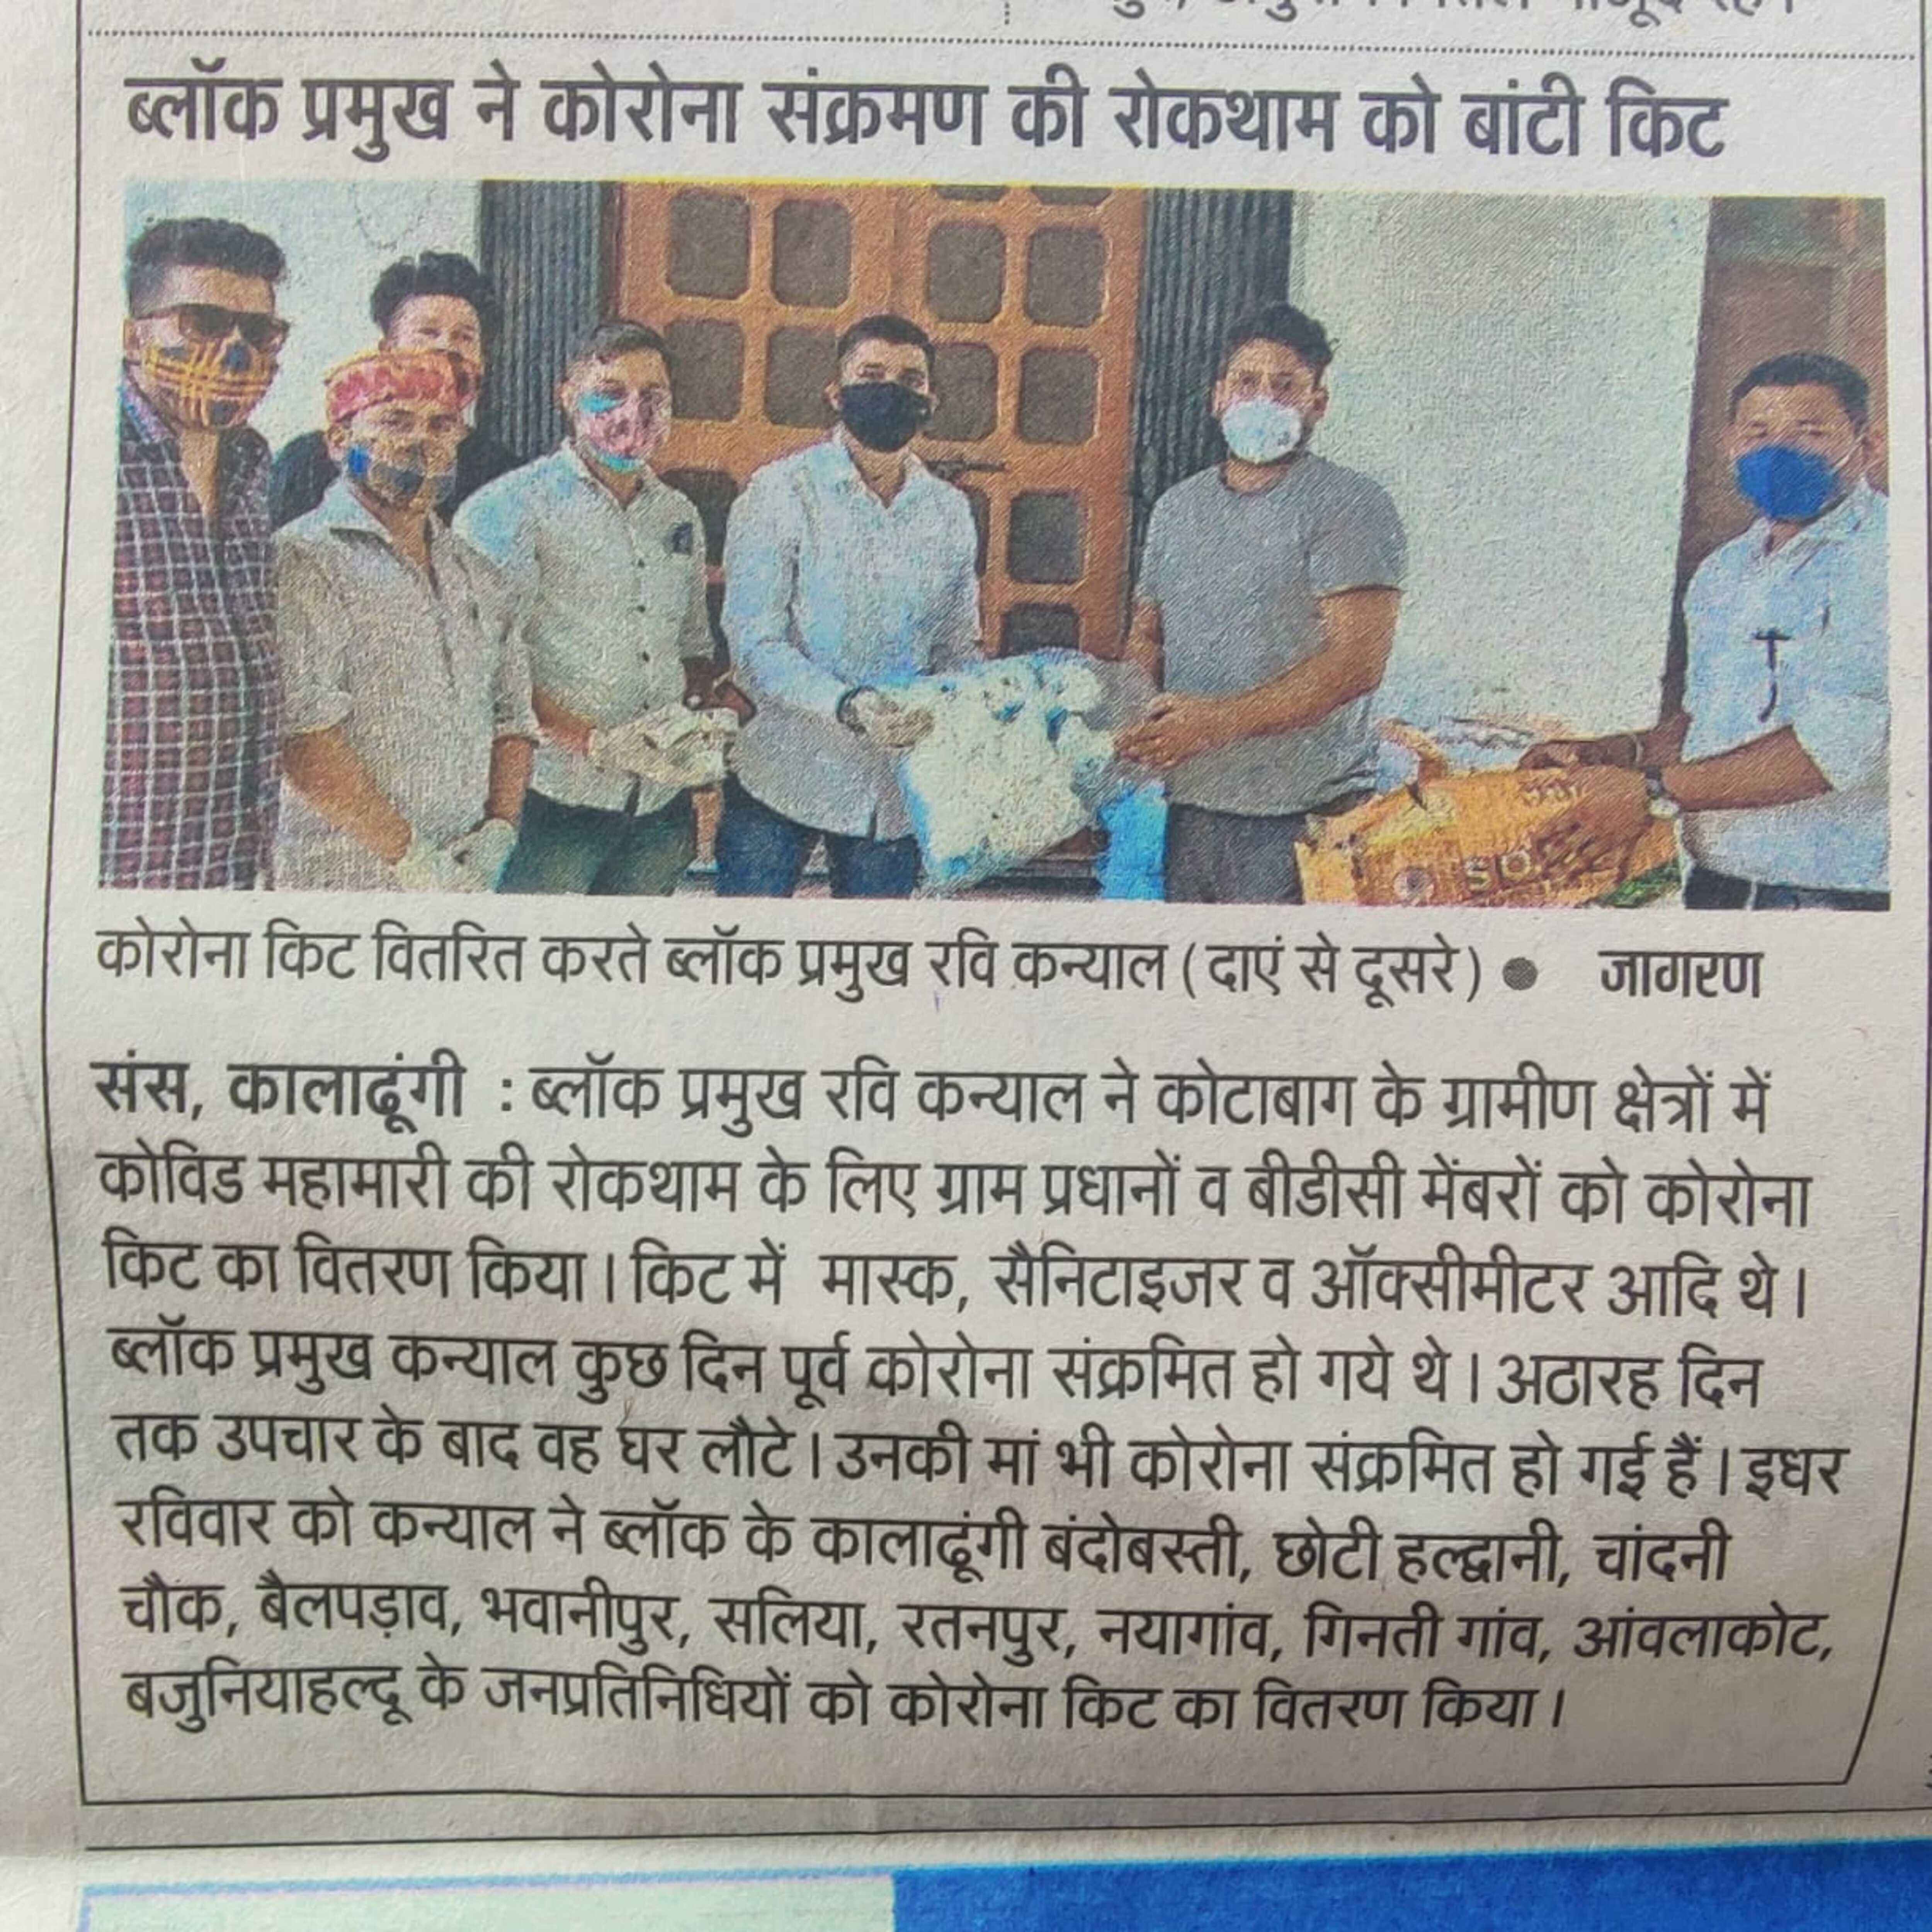 ब्लॉक प्रमुख ने कोरोना संक्रमण की रोकथाम को बांटी किट
कोरोना किट वितरित करते ब्लॉक प्रमुख रवि कन्याल (दाएं से दूसरे) ● जागरण
संस, कालाढूंगी : ब्लॉक प्रमुख रवि कन्याल ने कोटाबाग के ग्रामीण क्षेत्रों में
कोविड महामारी की रोकथाम के लिए ग्राम प्रधानों व बीडीसी मेंबरों को कोरोना
किट का वितरण किया। किट में मास्क, सैनिटाइजर व ऑक्सीमीटर आदि थे।
ब्लॉक प्रमुख कन्याल कुछ दिन पूर्व कोरोना संक्रमित हो गये थे। अठारह दिन
तक उपचार के बाद वह घर लौटे। उनकी मां भी कोरोना संक्रमित हो गई हैं। इधर
रविवार को कन्याल ने ब्लॉक के कालाढूंगी बंदोबस्ती, छोटी हल्द्वानी, चांदनी
चौक, बैलपड़ाव, भवानीपुर, सलिया, रतनपुर, नयागांव, गिनती गांव, आंवलाकोट,
बजुनियाहल्दू के जनप्रतिनिधियों को कोरोना किट का वितरण किया।